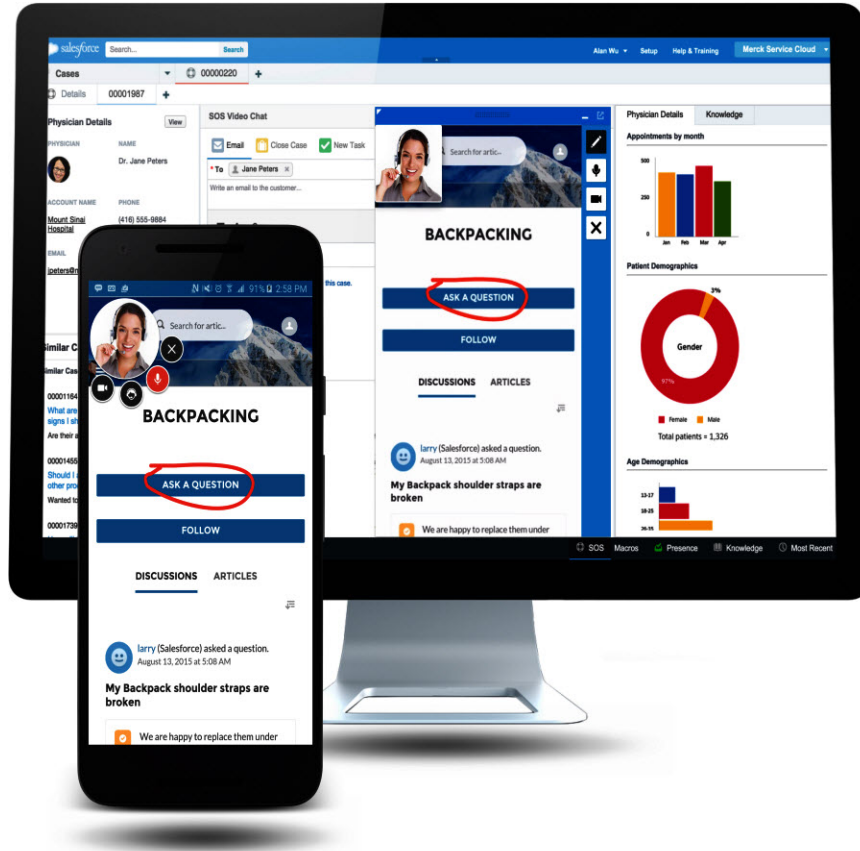 salesforce Search... Search Alan Wu Setup Help & Training Merck Service Cloud
Cases 00000220 +
Details 00001987 +
Physician Details View
PHYSICIAN NAME
Dr. Jane Peters
ACCOUNT NAME PHONE
Mount Sinai (416) 555-9884
Hospital
EMAIL
Similar Cas
00001164
What are
signs I sh
Are their a
00001455
Should I a
other proc
Wanted to
00001739
SOS Video Chat
Email Close Case New Task
* To Jane Peters ×
Write an email to the customer...
this case.
Search for artic...
BACKPACKING
ASK A QUESTION
FOLLOW
DISCUSSIONS ARTICLES
larry (Salesforce) asked a question.
August 13, 2015 at 5:08 AM
My Backpack shoulder straps are
broken
We are happy to replace them under
Physician Details Knowledge
Appointments by month
500
250
0
Jan Feb Mar Apr
Patient Demographics
3%
Gender
97%
Female Male
Total patients = 1,326
Age Demographics
13-17
18-25
26-35
SOS Macros Presence Knowledge Most Recent
91% 2:58 PM
Search for artic...
BACKPACKING
ASK A QUESTION
FOLLOW
DISCUSSIONS ARTICLES
larry (Salesforce) asked a question.
August 13, 2015 at 5:08 AM
My Backpack shoulder straps are
broken
We are happy to replace them under